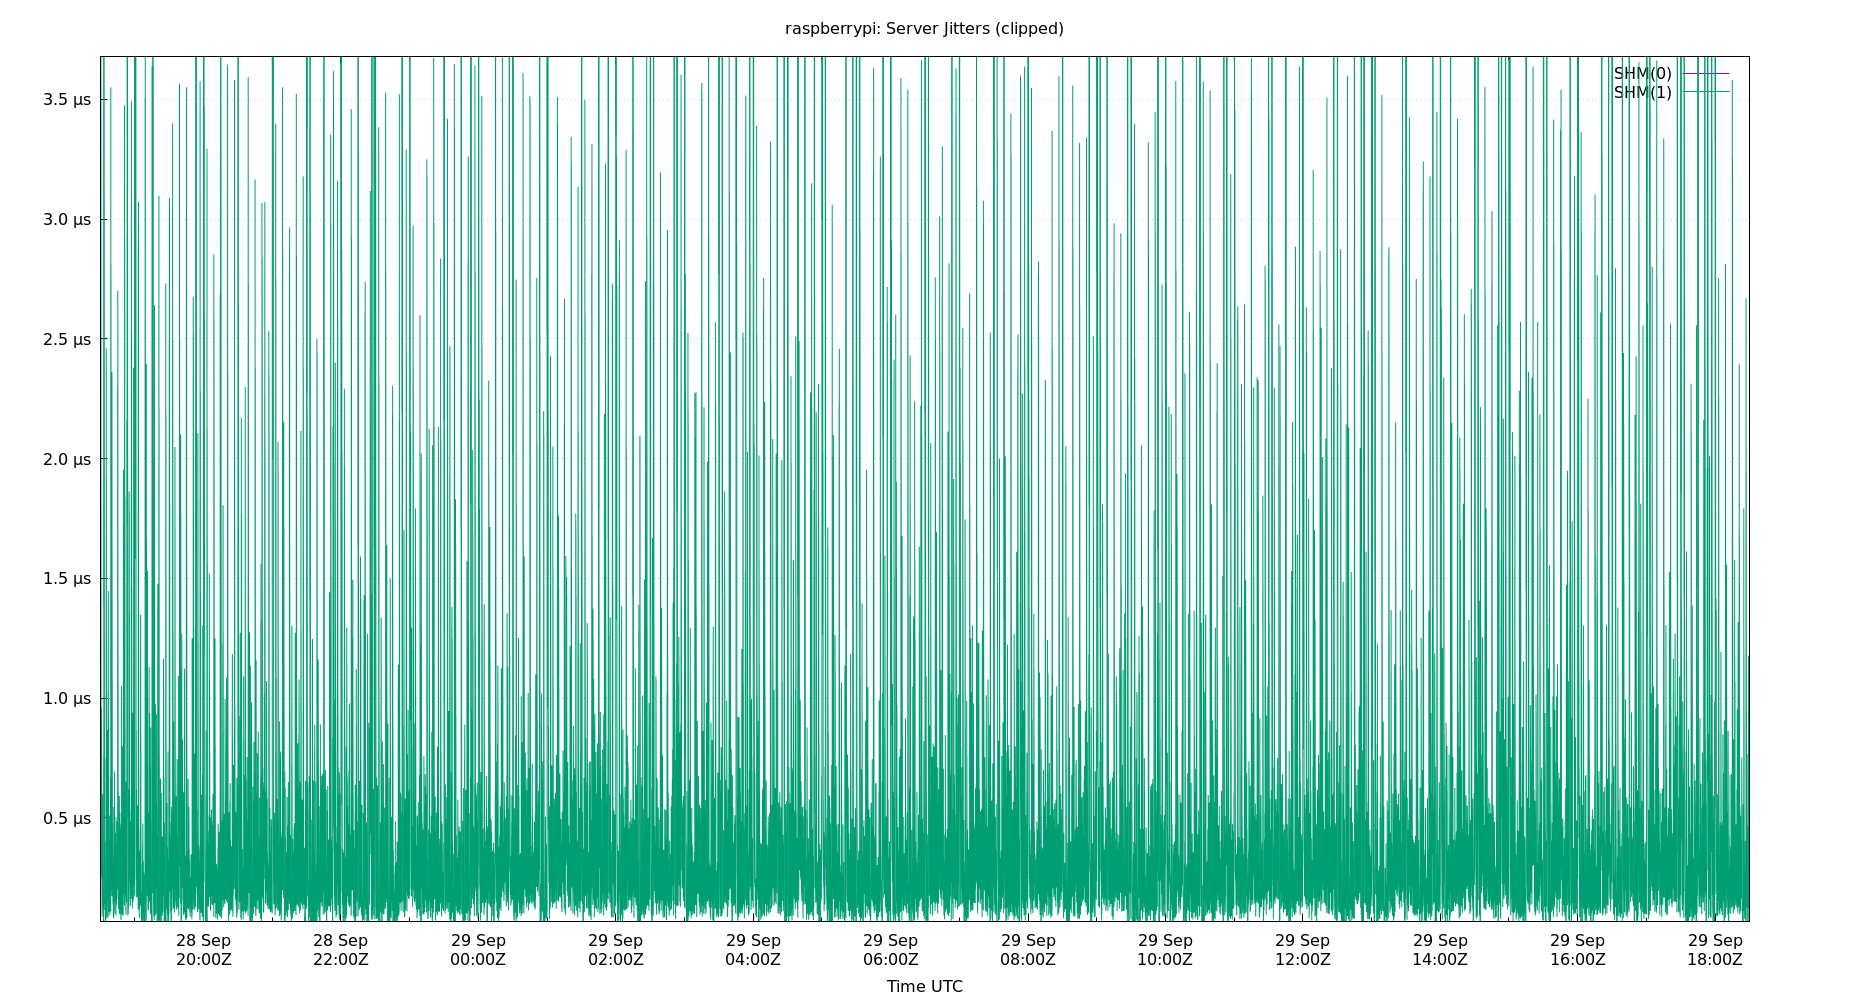 raspberrypi: Server Jitters (clipped)
SHM(0)
SHM(1)
3.5 µs
3.0 µs
2.5 µs
2.0 µs
1.5 µs
1.0 µs
0.5 µs
28 Sep 28 Sep 29 Sep 29 Sep 29 Sep 29 Sep 29 Sep 29 Sep 29 Sep 29 Sep 29 Sep 29 Sep
20:00Z 22:00Z 00:00Z 02:00Z 04:00Z 06:00Z 08:00Z 10:00Z 12:00Z 14:00Z 16:00Z 18:00Z
Time UTC